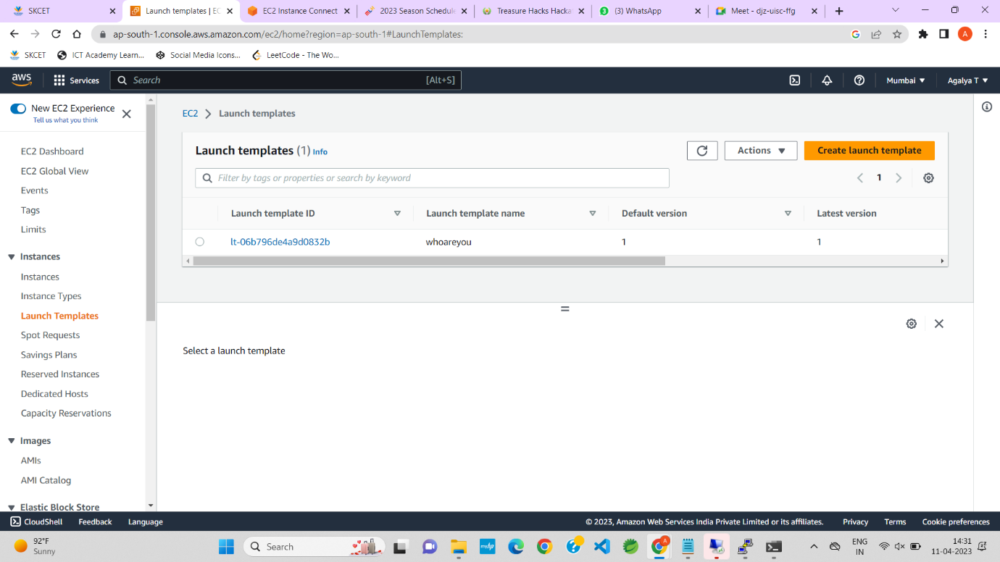 SKCET
Launch templates | EC
EC2 Instance Connect
2023 Season Schedule
Treasure Hacks Hacka
(3) WhatsApp
Meet - djz-uisc-ffg
ap-south-1.console.aws.amazon.com/ec2/home?region=ap-south-1#LaunchTemplates:
A
SKCET
ICT Academy Learn...
Social Media Icons...
LeetCode - The Wo...
aws
Services
Search
[Alt+S]
Mumbai
Agalya T
New EC2 Experience
Tell us what you think
EC2 Dashboard
EC2 Global View
Events
Tags
Limits
Instances
Instances
Instance Types
Launch Templates
Spot Requests
Savings Plans
Reserved Instances
Dedicated Hosts
Capacity Reservations
Images
AMIs
AMI Catalog
Elastic Block Store
EC2 > Launch templates
Launch templates (1) Info
Actions
Create launch template
Filter by tags or properties or search by keyword
1
Launch template ID
Launch template name
Default version
Latest version
lt-06b796de4a9d0832b
whoareyou
1
1
Select a launch template
CloudShell
Feedback
Language
© 2023, Amazon Web Services India Private Limited or its affiliates.
Privacy
Terms
Cookie preferences
92°F
Sunny
Search
myhp
A
ENG
IN
14:31
11-04-2023